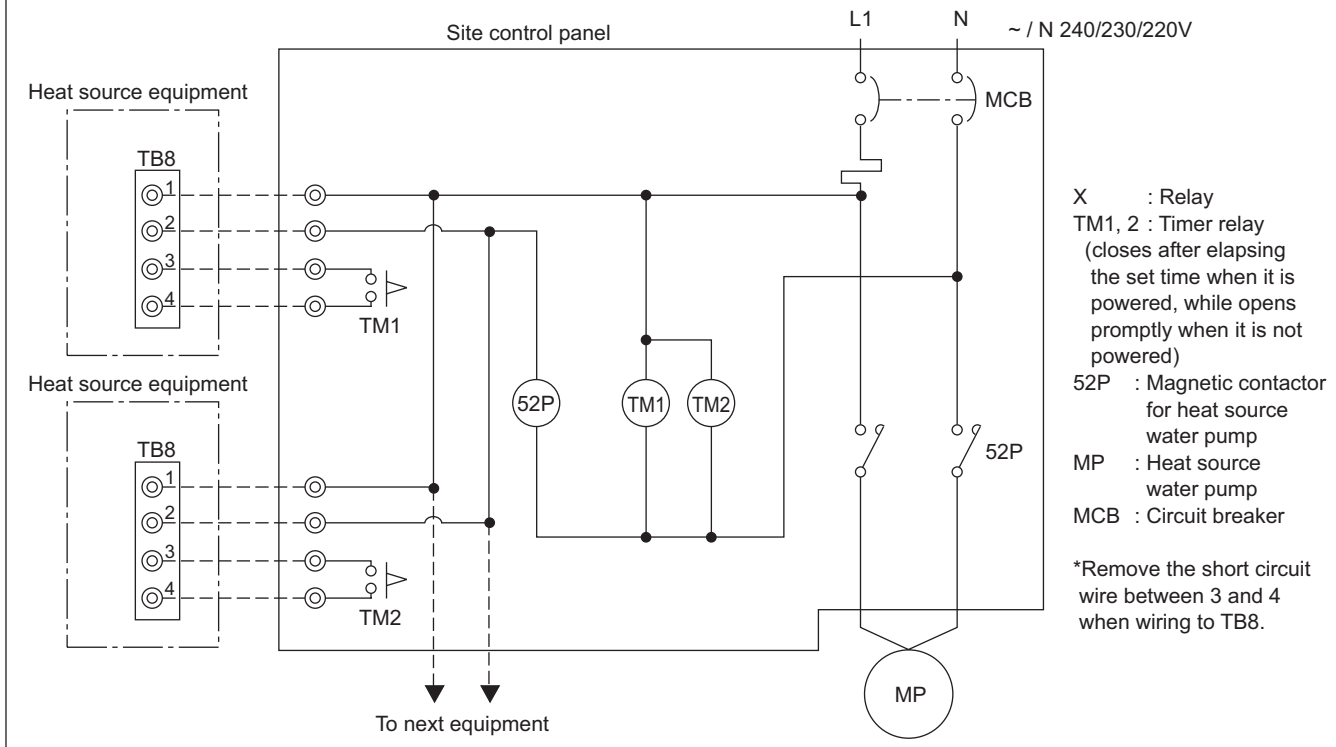 L1
N
~ / N 240/230/220V
Site control panel
MCB
Heat source equipment
TB8
1
2
3
4
TM1
52P
TM1
TM2
52P
Heat source equipment
TB8
1
2
3
4
TM2
To next equipment
MP
X : Relay
TM1, 2 : Timer relay
(closes after elapsing
the set time when it is
powered, while opens
promptly when it is not
powered)
52P : Magnetic contactor
for heat source
water pump
MP : Heat source
water pump
MCB : Circuit breaker
*Remove the short circuit
wire between 3 and 4
when wiring to TB8.